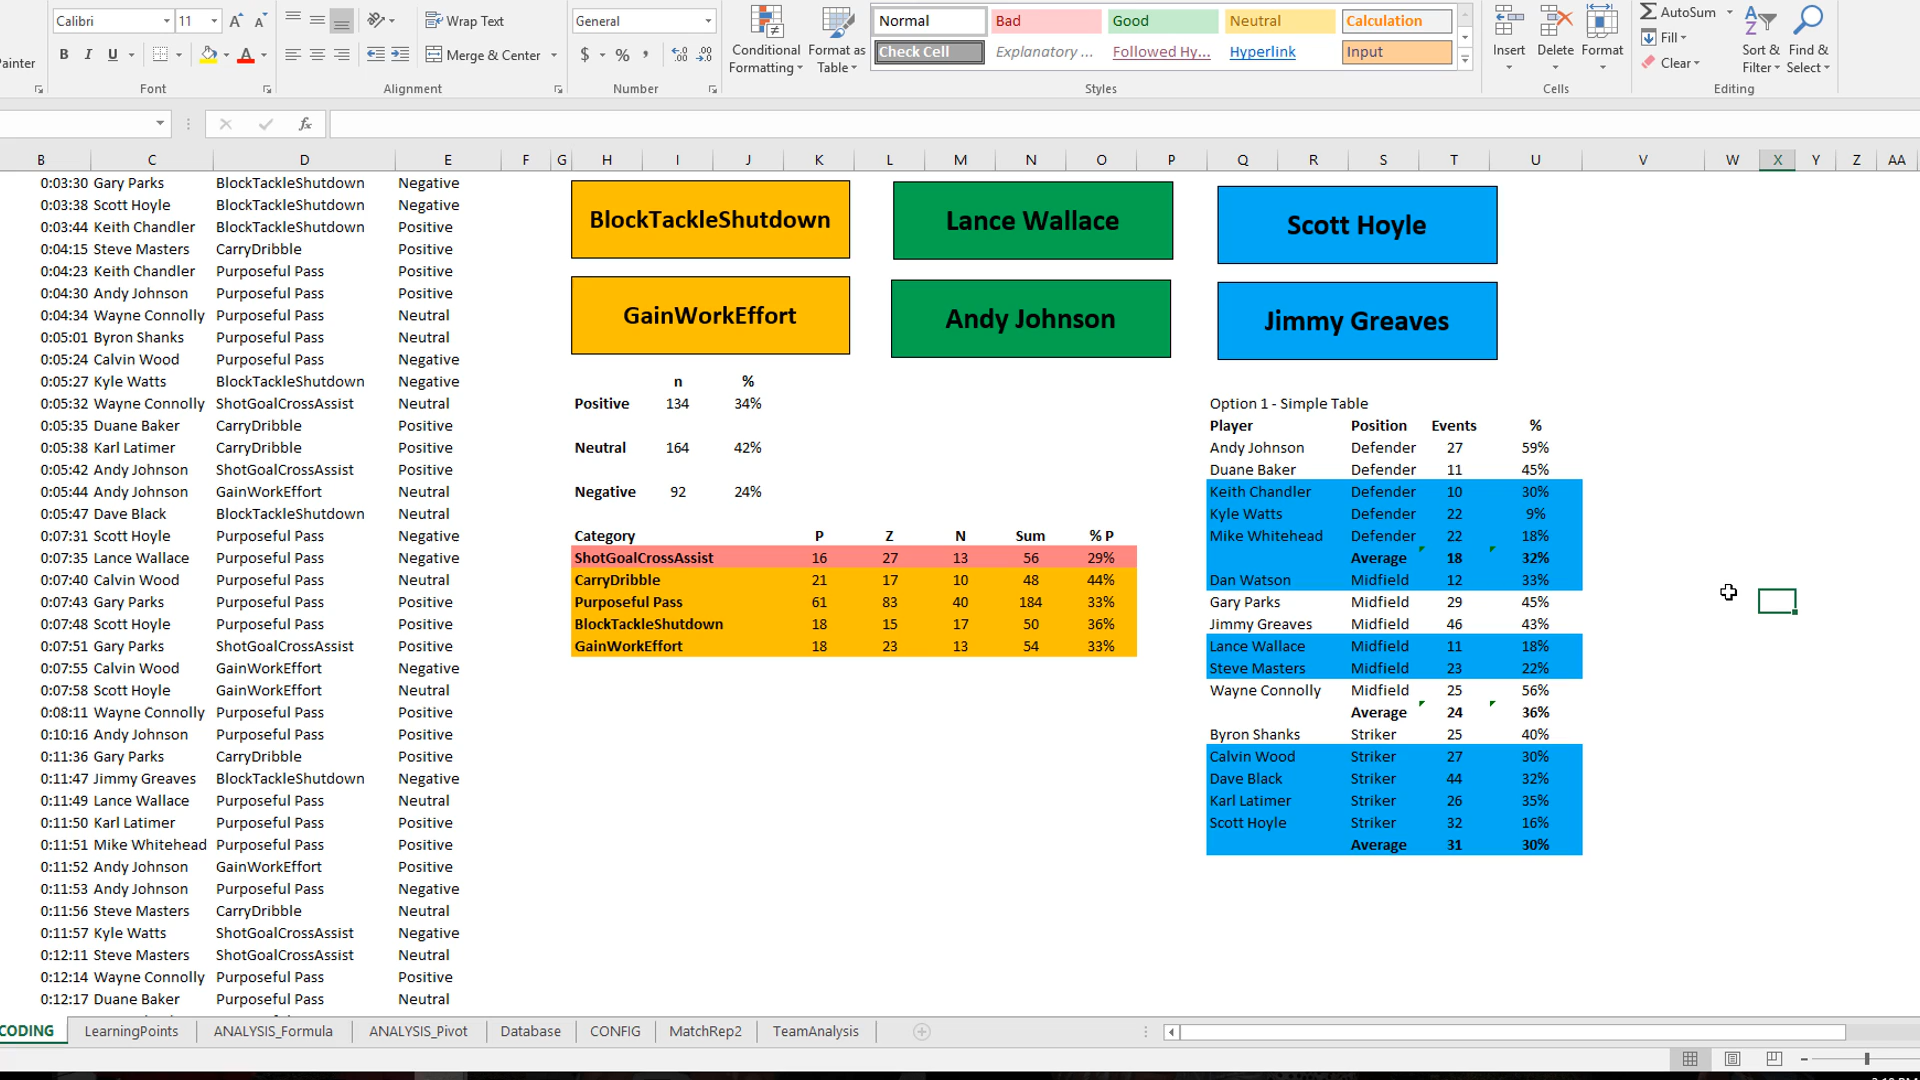 Calibri 11 Wrap Text General Normal Bad Good Neutral Calculation Insert Delete Format AutoSum
ainter B I U Merge & Center $ % Conditional Formatting Format as Table Check Cell Explanatory ... Followed Hy... Hyperlink Input Fill Clear Sort & Filter Find & Select
Font Alignment Number Styles Cells Editing
fx
B C D E F G H I J K L M N O P Q R S T U V W X Y Z AA
0:03:30 Gary Parks BlockTackleShutdown Negative
0:03:38 Scott Hoyle BlockTackleShutdown Negative
0:03:44 Keith Chandler BlockTackleShutdown Positive
0:04:15 Steve Masters CarryDribble Positive
0:04:23 Keith Chandler Purposeful Pass Positive
0:04:30 Andy Johnson Purposeful Pass Positive
0:04:34 Wayne Connolly Purposeful Pass Neutral
0:05:01 Byron Shanks Purposeful Pass Neutral
0:05:24 Calvin Wood Purposeful Pass Negative
0:05:27 Kyle Watts BlockTackleShutdown Negative
0:05:32 Wayne Connolly ShotGoalCrossAssist Neutral
0:05:35 Duane Baker CarryDribble Positive
0:05:38 Karl Latimer CarryDribble Positive
0:05:42 Andy Johnson ShotGoalCrossAssist Positive
0:05:44 Andy Johnson GainWorkEffort Neutral
0:05:47 Dave Black BlockTackleShutdown Neutral
0:07:31 Scott Hoyle Purposeful Pass Negative
0:07:35 Lance Wallace Purposeful Pass Negative
0:07:40 Calvin Wood Purposeful Pass Neutral
0:07:43 Gary Parks Purposeful Pass Positive
0:07:48 Scott Hoyle Purposeful Pass Neutral
0:07:51 Gary Parks ShotGoalCrossAssist Positive
0:07:55 Calvin Wood GainWorkEffort Negative
0:07:58 Scott Hoyle GainWorkEffort Neutral
0:08:11 Wayne Connolly Purposeful Pass Positive
0:10:16 Andy Johnson Purposeful Pass Positive
0:11:36 Gary Parks CarryDribble Positive
0:11:47 Jimmy Greaves BlockTackleShutdown Negative
0:11:49 Lance Wallace Purposeful Pass Neutral
0:11:50 Karl Latimer Purposeful Pass Positive
0:11:51 Mike Whitehead Purposeful Pass Positive
0:11:52 Andy Johnson GainWorkEffort Positive
0:11:53 Andy Johnson Purposeful Pass Negative
0:11:56 Steve Masters CarryDribble Neutral
0:11:57 Kyle Watts ShotGoalCrossAssist Negative
0:12:11 Steve Masters ShotGoalCrossAssist Neutral
0:12:14 Wayne Connolly Purposeful Pass Positive
0:12:17 Duane Baker Purposeful Pass Neutral
BlockTackleShutdown Lance Wallace Scott Hoyle
GainWorkEffort Andy Johnson Jimmy Greaves
n %
Positive 134 34%
Neutral 164 42%
Negative 92 24%
Category P Z N Sum % P
ShotGoalCrossAssist 16 27 13 56 29%
CarryDribble 21 17 10 48 44%
Purposeful Pass 61 83 40 184 33%
BlockTackleShutdown 18 15 17 50 36%
GainWorkEffort 18 23 13 54 33%
Option 1 - Simple Table
Player Position Events %
Andy Johnson Defender 27 59%
Duane Baker Defender 11 45%
Keith Chandler Defender 10 30%
Kyle Watts Defender 22 9%
Mike Whitehead Defender 22 18%
Average 18 32%
Dan Watson Midfield 12 33%
Gary Parks Midfield 29 45%
Jimmy Greaves Midfield 46 43%
Lance Wallace Midfield 11 18%
Steve Masters Midfield 23 22%
Wayne Connolly Midfield 25 56%
Average 24 36%
Byron Shanks Striker 25 40%
Calvin Wood Striker 27 30%
Dave Black Striker 44 32%
Karl Latimer Striker 26 35%
Scott Hoyle Striker 32 16%
Average 31 30%
CODING LearningPoints ANALYSIS_Formula ANALYSIS_Pivot Database CONFIG MatchRep2 TeamAnalysis